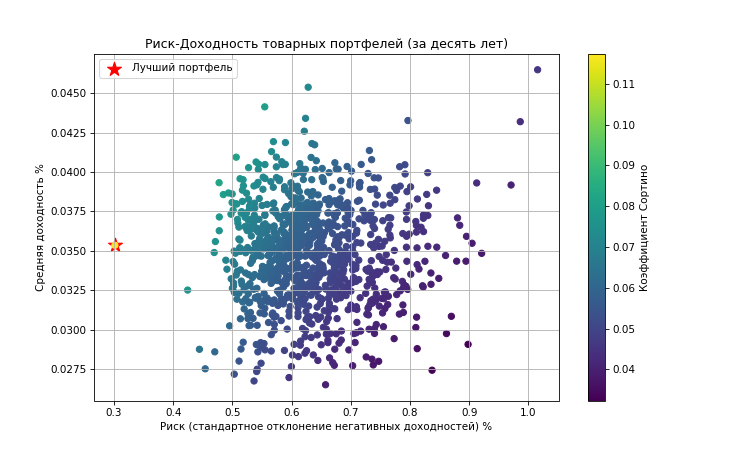 Риск-Доходность товарных портфелей (за десять лет)
Лучший портфель
Средняя доходность %
0.0450
0.0425
0.0400
0.0375
0.0350
0.0325
0.0300
0.0275
0.3 0.4 0.5 0.6 0.7 0.8 0.9 1.0
Риск (стандартное отклонение негативных доходностей) %
0.11
0.10
0.09
0.08
0.07
0.06
0.05
0.04
Коэффициент Сортино